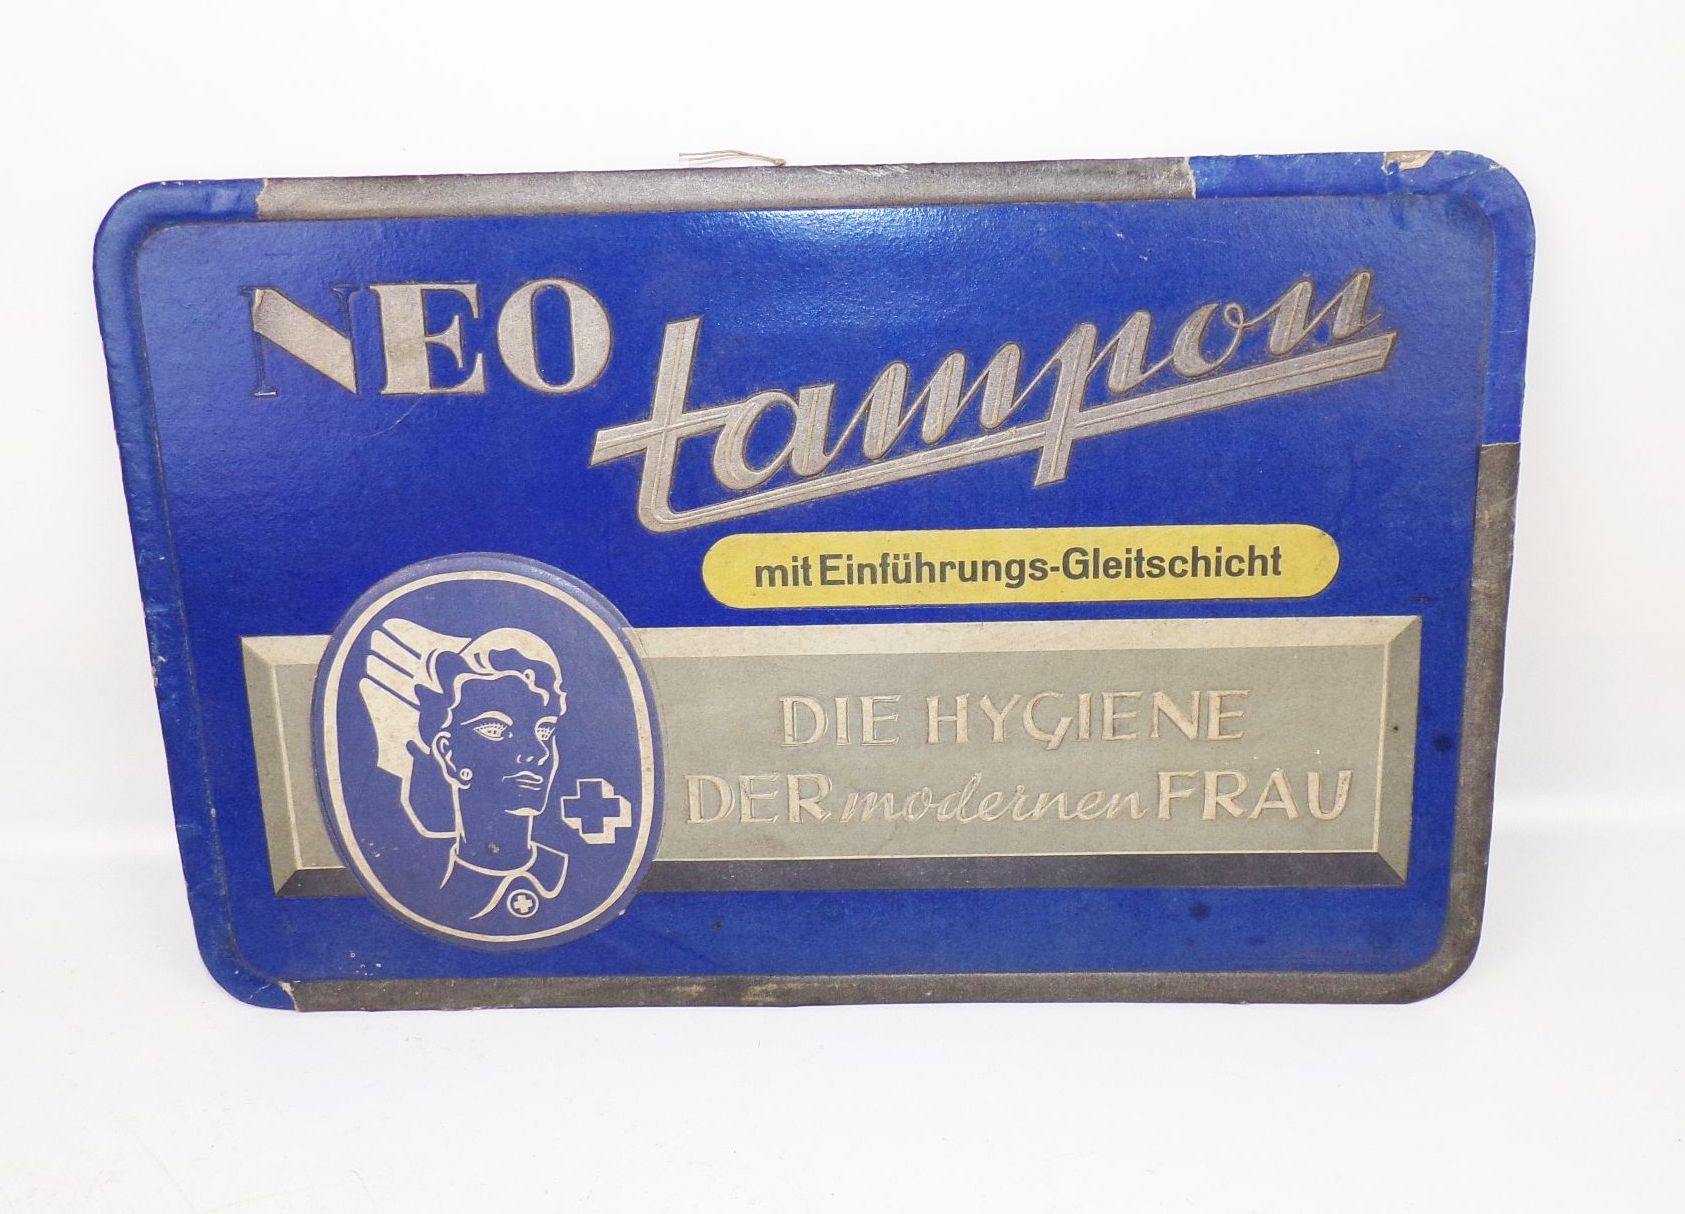 NEO tampon
mit Einführungs-Gleitschicht
DIE HYGIENE
DER modernen FRAU